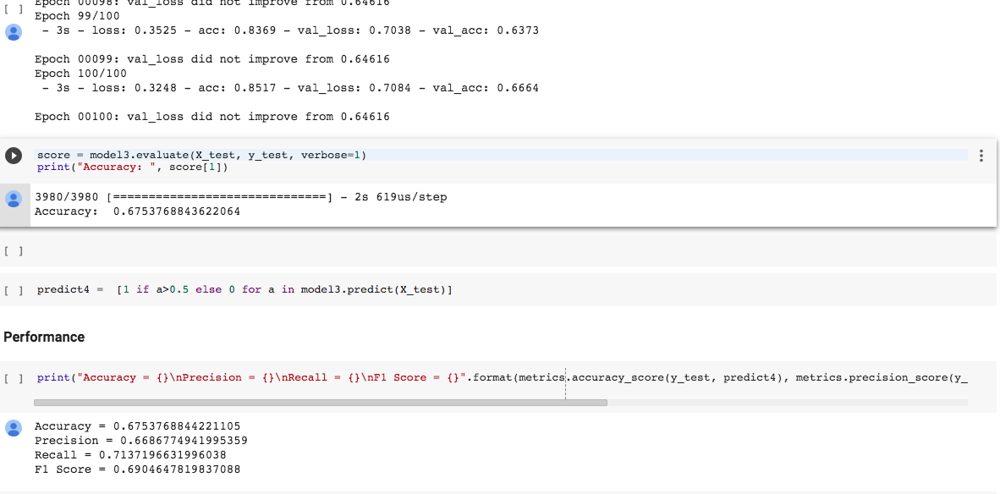 Epoch 00098: val_loss did not improve from 0.64616
[ ] Epoch 99/100
- 3s - loss: 0.3525 - acc: 0.8369 - val_loss: 0.7038 - val_acc: 0.6373
Epoch 00099: val_loss did not improve from 0.64616
Epoch 100/100
- 3s - loss: 0.3248 - acc: 0.8517 - val_loss: 0.7084 - val_acc: 0.6664
Epoch 00100: val_loss did not improve from 0.64616
score = model3.evaluate(X_test, y_test, verbose=1)
print("Accuracy: ", score[1])
3980/3980 [==============================] - 2s 619us/step
Accuracy:  0.6753768843622064
[ ]
[ ] predict4 =  [1 if a>0.5 else 0 for a in model3.predict(X_test)]
Performance
[ ] print("Accuracy = {}\nPrecision = {}\nRecall = {}\nF1 Score = {}".format(metrics.accuracy_score(y_test, predict4), metrics.precision_score(y_
Accuracy = 0.6753768844221105
Precision = 0.6686774941995359
Recall = 0.7137196631996038
F1 Score = 0.6904647819837088